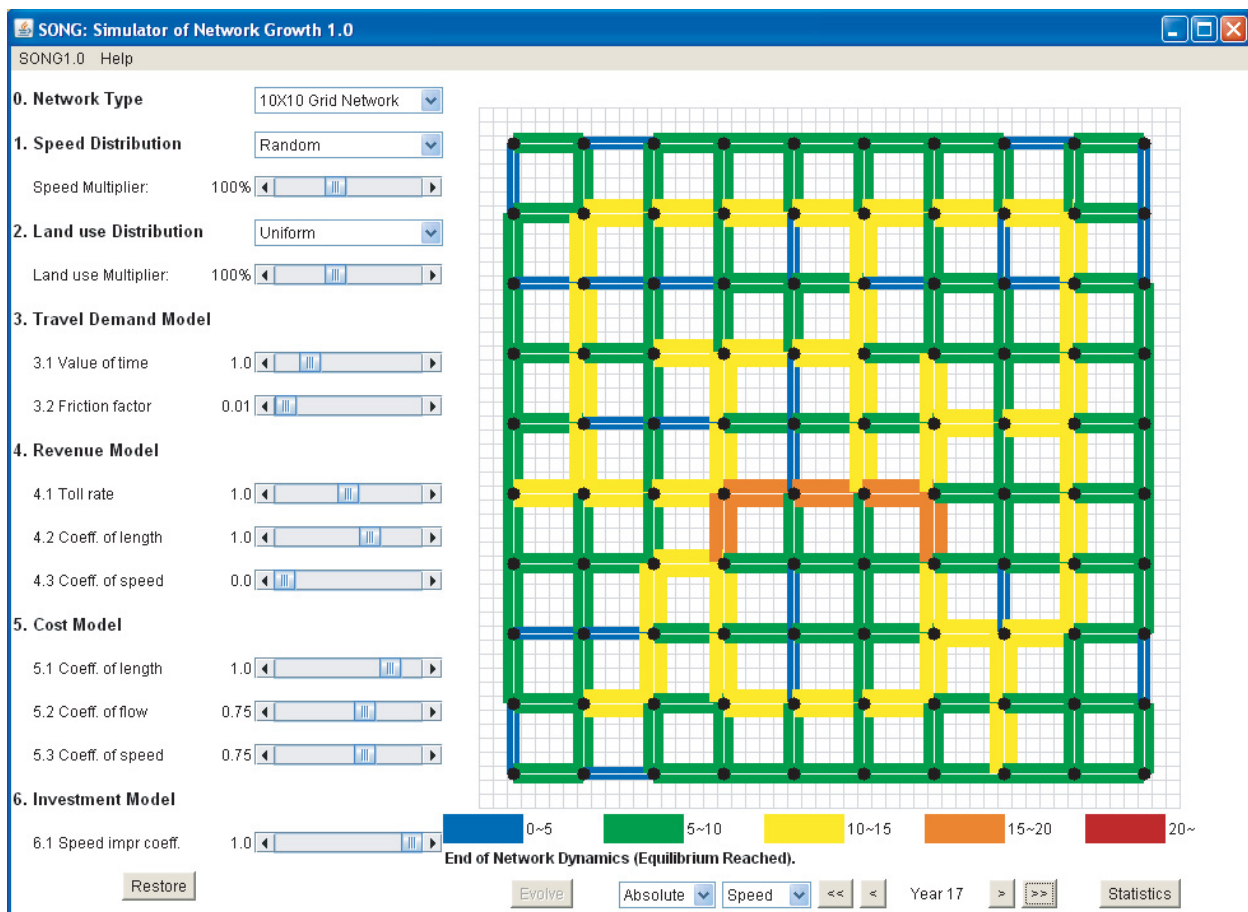 SONG: Simulator of Network Growth 1.0
SONG1.0 Help
0. Network Type 10X10 Grid Network
1. Speed Distribution Random
Speed Multiplier: 100%
2. Land use Distribution Uniform
Land use Multiplier: 100%
3. Travel Demand Model
3.1 Value of time 1.0
3.2 Friction factor 0.01
4. Revenue Model
4.1 Toll rate 1.0
4.2 Coeff. of length 1.0
4.3 Coeff. of speed 0.0
5. Cost Model
5.1 Coeff. of length 1.0
5.2 Coeff. of flow 0.75
5.3 Coeff. of speed 0.75
6. Investment Model
6.1 Speed impr coeff. 1.0
Restore
0~5 5~10 10~15 15~20 20~
End of Network Dynamics (Equilibrium Reached).
Evolve Absolute Speed << < Year 17 > >> Statistics